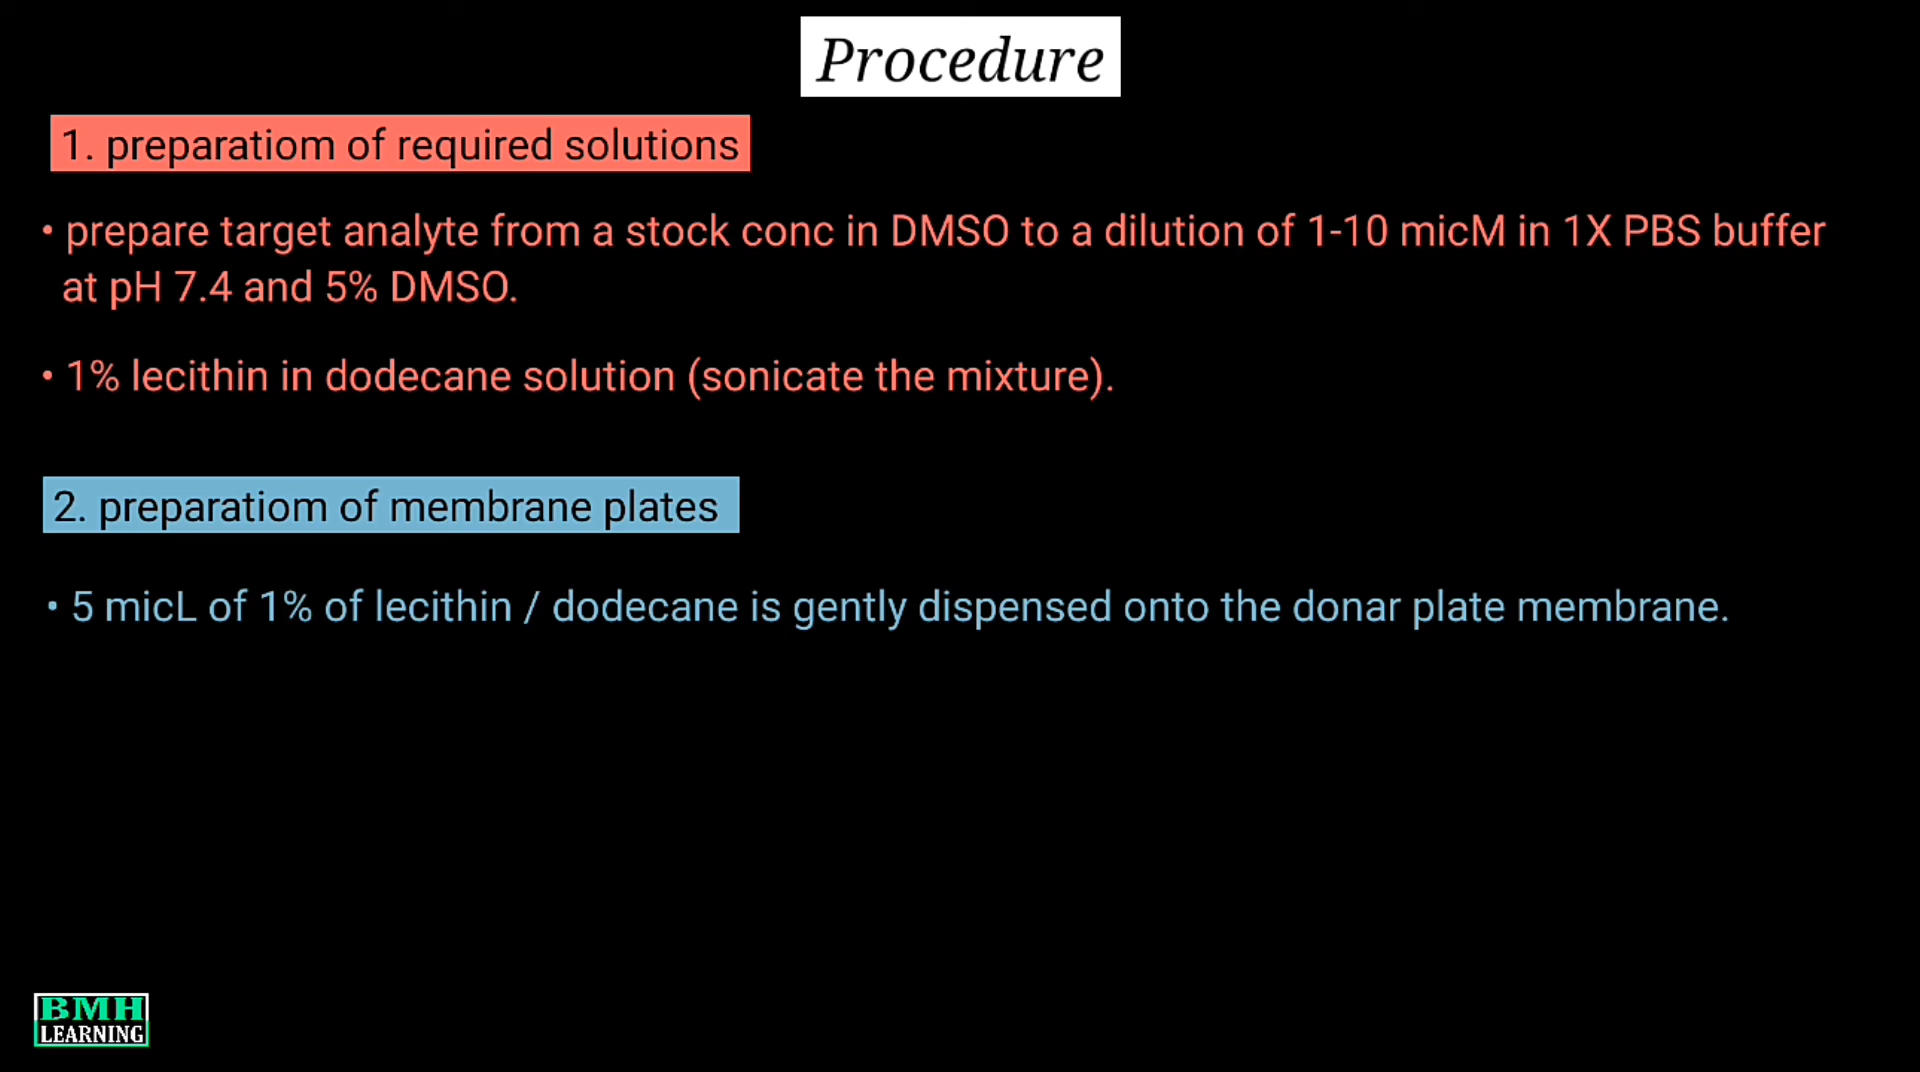 Procedure
1. preparatiom of required solutions
• prepare target analyte from a stock conc in DMSO to a dilution of 1-10 micM in 1X PBS buffer
at pH 7.4 and 5% DMSO.
• 1% lecithin in dodecane solution (sonicate the mixture).
2. preparatiom of membrane plates
• 5 micL of 1% of lecithin / dodecane is gently dispensed onto the donar plate membrane.
BMH
LEARNING